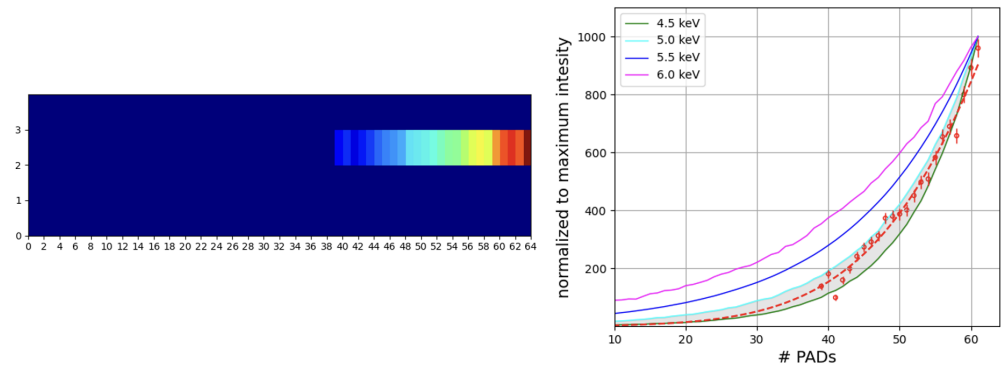 3
2
1
0
0 2 4 6 8 10 12 14 16 18 20 22 24 26 28 30 32 34 36 38 40 42 44 46 48 50 52 54 56 58 60 62 64
normalized to maximum intesity
1000
800
600
400
200
4.5 keV
5.0 keV
5.5 keV
6.0 keV
10 20 30 40 50 60
# PADs